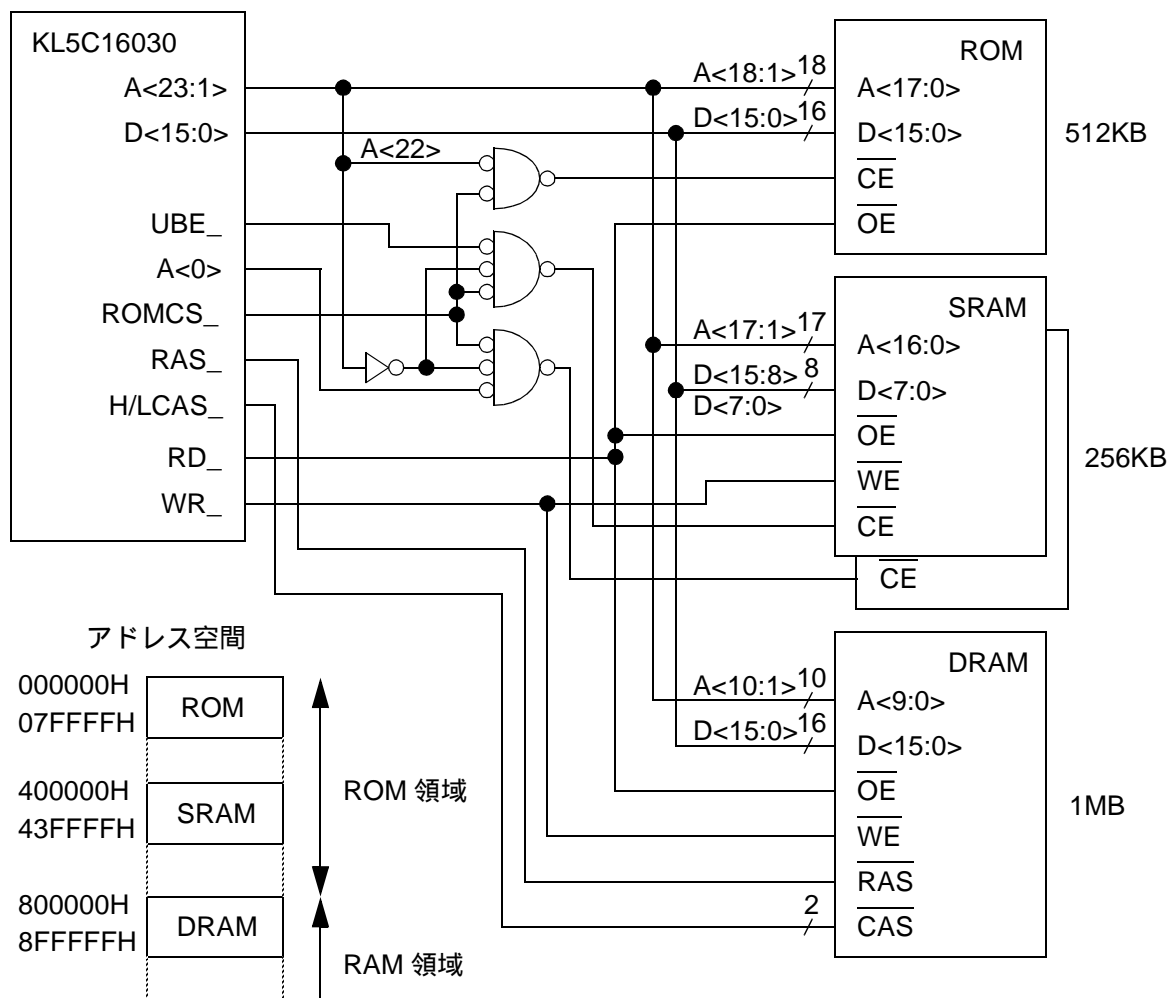 KL5C16030
A<23:1>
D<15:0>
UBE_
A<0>
ROMCS_
RAS_
H/LCAS_
RD_
WR_
A<22>
A<18:1> 18
D<15:0> 16
ROM
A<17:0>
D<15:0>
CE
OE
512KB
A<17:1> 17
D<15:8> 8
D<7:0>
SRAM
A<16:0>
D<7:0>
OE
WE
CE
CE
256KB
A<10:1> 10
D<15:0> 16
2
DRAM
A<9:0>
D<15:0>
OE
WE
RAS
CAS
1MB
アドレス空間
000000H
07FFFFH
ROM
400000H
43FFFFH
SRAM
800000H
8FFFFFH
DRAM
ROM 領域
RAM 領域